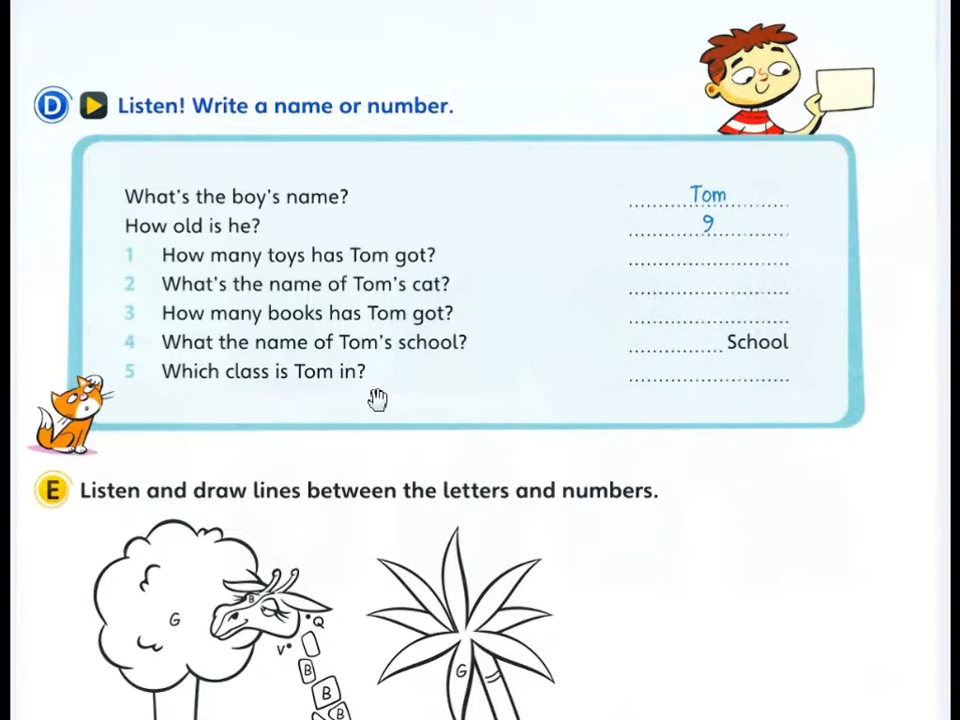 D Listen! Write a name or number.
What's the boy's name? Tom
How old is he? 9
1 How many toys has Tom got?
2 What's the name of Tom's cat?
3 How many books has Tom got?
4 What the name of Tom's school? School
5 Which class is Tom in?
E Listen and draw lines between the letters and numbers.
B
G
Q
V
B
G
B
B